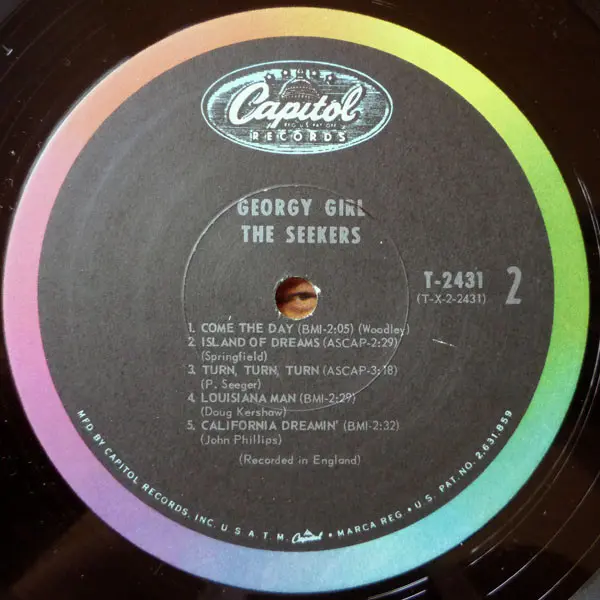 Capitol
REG. U.S. PAT. OFF.
RECORDS
GEORGY GIRL
THE SEEKERS
T-2431
(T-X-2-2431)
2
1. COME THE DAY (BMI-2:05) (Woodley)
2. ISLAND OF DREAMS (ASCAP-2:29)
(Springfield)
3. TURN, TURN, TURN (ASCAP-3:18)
(P. Seeger)
4. LOUISIANA MAN (BMI-2:29)
(Doug Kershaw)
5. CALIFORNIA DREAMIN' (BMI-2:32)
(John Phillips)
(Recorded in England)
MFD BY CAPITOL RECORDS, INC. U. S. A. T. M. Capitol • MARCA REG. • U. S. PAT. NO. 2,631,859